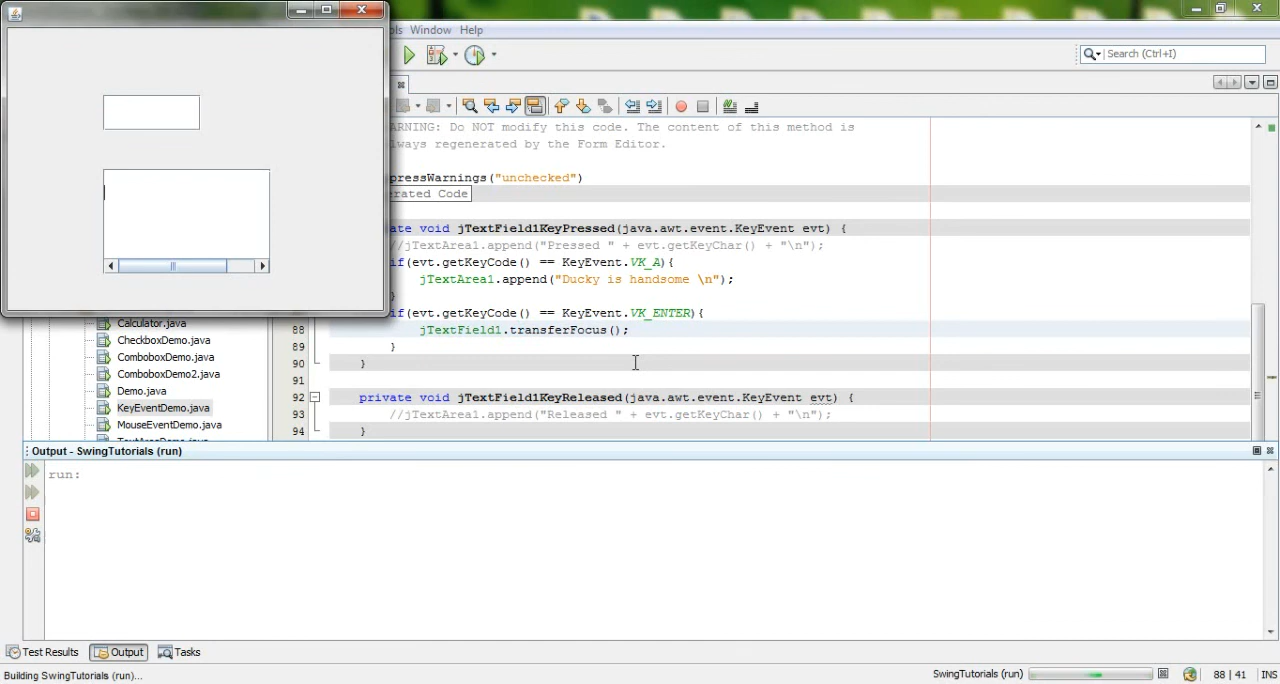 ols Window Help
Search (Ctrl+I)
ARNING: Do NOT modify this code. The content of this method is
lways regenerated by the Form Editor.
pressWarnings("unchecked")
erated Code
ate void jTextField1KeyPressed(java.awt.event.KeyEvent evt) {
//jTextArea1.append("Pressed " + evt.getKeyChar() + "\n");
if(evt.getKeyCode() == KeyEvent.VK_A){
jTextArea1.append("Ducky is handsome \n");
}
if(evt.getKeyCode() == KeyEvent.VK_ENTER){
88 jTextField1.transferFocus();
89 }
90 }
91
92 private void jTextField1KeyReleased(java.awt.event.KeyEvent evt) {
93 //jTextArea1.append("Released " + evt.getKeyChar() + "\n");
94 }
Calculator.java
CheckboxDemo.java
ComboboxDemo.java
ComboboxDemo2.java
Demo.java
KeyEventDemo.java
MouseEventDemo.java
Output - SwingTutorials (run)
run:
Test Results Output Tasks
Building SwingTutorials (run)... SwingTutorials (run) 88 | 41 INS